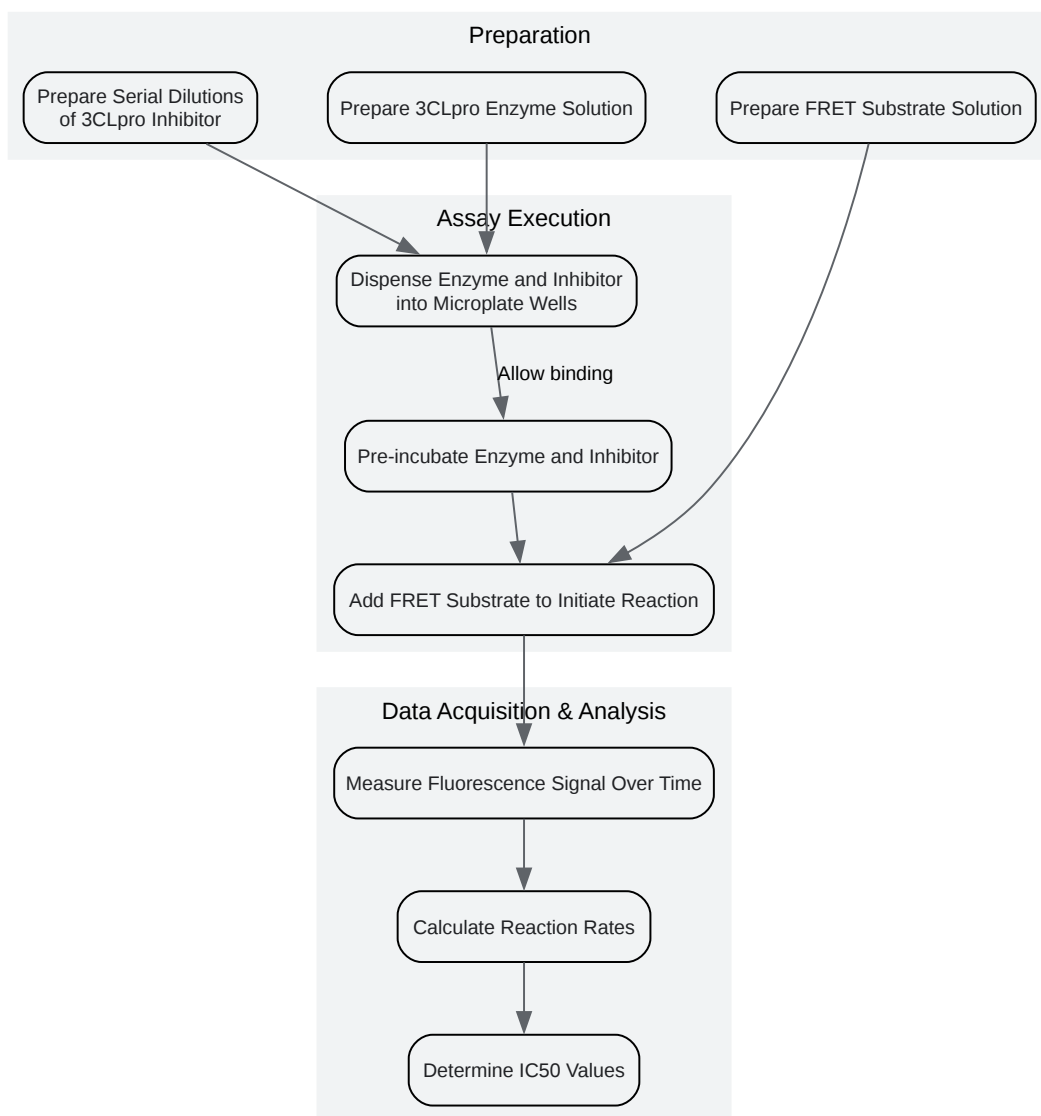 Preparation
Prepare Serial Dilutions
of 3CLpro Inhibitor
Prepare 3CLpro Enzyme Solution
Prepare FRET Substrate Solution
Assay Execution
Dispense Enzyme and Inhibitor
into Microplate Wells
Allow binding
Pre-incubate Enzyme and Inhibitor
Add FRET Substrate to Initiate Reaction
Data Acquisition & Analysis
Measure Fluorescence Signal Over Time
Calculate Reaction Rates
Determine IC50 Values